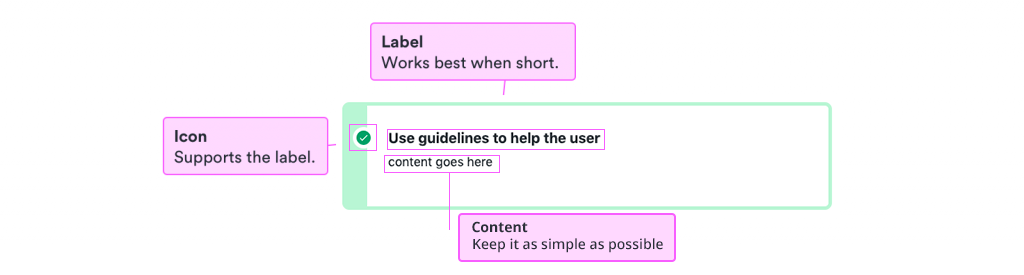 Label
Works best when short.
Icon
Supports the label.
Use guidelines to help the user
content goes here
Content
Keep it as simple as possible